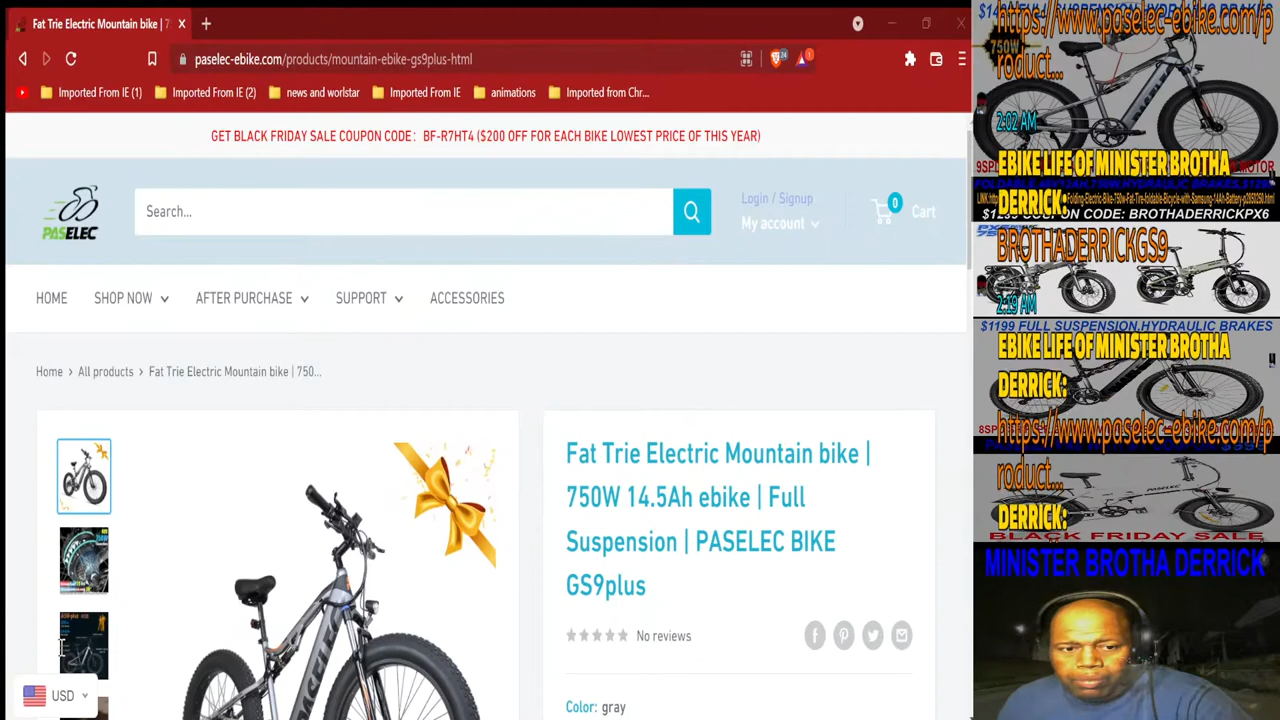 Fat Trie Electric Mountain bike | 7
paselec-ebike.com/products/mountain-ebike-gs9plus-html
24
1
Imported From IE (1)
Imported From IE (2)
news and worlstar
Imported From IE
animations
Imported from Chr...
GET BLACK FRIDAY SALE COUPON CODE: BF-R7HT4 ($200 OFF FOR EACH BIKE LOWEST PRICE OF THIS YEAR)
PASELEC
Search...
Login / Signup
My account
0
Cart
HOME
SHOP NOW
AFTER PURCHASE
SUPPORT
ACCESSORIES
Home > All products > Fat Trie Electric Mountain bike | 750...
Fat Trie Electric Mountain bike |
750W 14.5Ah ebike | Full
Suspension | PASELEC BIKE
GS9plus
No reviews
Color: gray
USD
https://www.paselec-ebike.com/p
roduct...
750W
2:02 AM
EBIKE LIFE OF MINISTER BROTHA
DERRICK:
$1299 COUPON CODE: BROTHADERRICKPX6
BROTHADERRICKGS9
2:19 AM
$1199 FULL SUSPENSION,HYDRAULIC BRAKES
EBIKE LIFE OF MINISTER BROTHA
DERRICK:
https://www.paselec-ebike.com/p
roduct...
DERRICK:
BLACK FRIDAY SALE
MINISTER BROTHA DERRICK